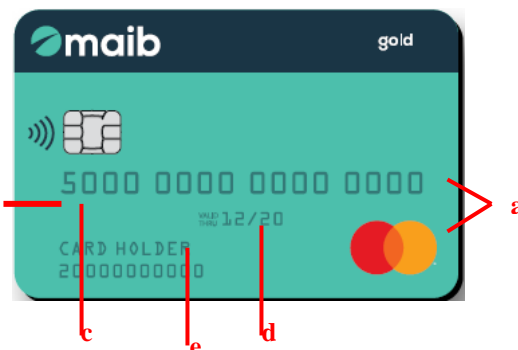 maib
gold
5000 0000 0000 0000
VALID THRU 12/20
CARD HOLDER
20000000000
a
c
e
d